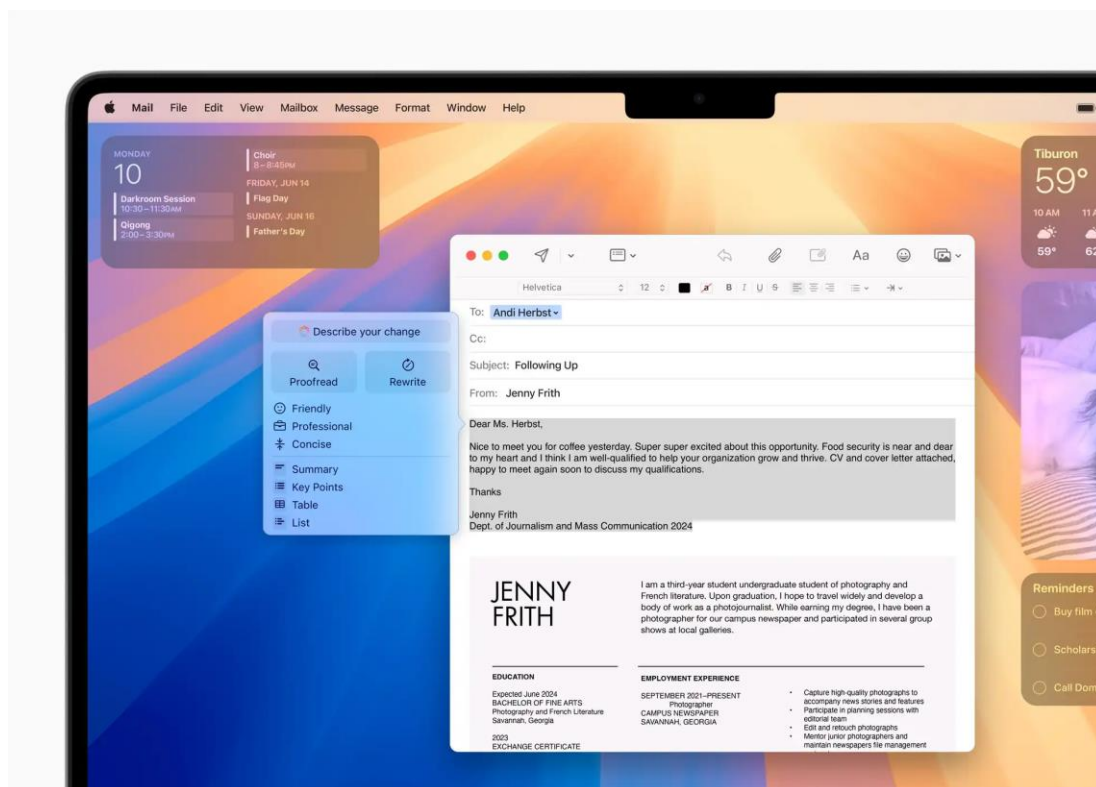 Mail File Edit View Mailbox Message Format Window Help
MONDAY
10
Darkroom Session
10:30–11:30AM
Qigong
2:00–3:30PM
Choir
8–8:45PM
FRIDAY, JUN 14
Flag Day
SUNDAY, JUN 16
Father's Day
Tiburon
59°
10 AM
59°
Aa
Helvetica 12 a B I U S
To: Andi Herbst
Cc:
Subject: Following Up
From: Jenny Frith
Describe your change
Proofread Rewrite
Friendly
Professional
Concise
Summary
Key Points
Table
List
Dear Ms. Herbst,
Nice to meet you for coffee yesterday. Super super excited about this opportunity. Food security is near and dear
to my heart and I think I am well-qualified to help your organization grow and thrive. CV and cover letter attached,
happy to meet again soon to discuss my qualifications.
Thanks
Jenny Frith
Dept. of Journalism and Mass Communication 2024
JENNY
FRITH
I am a third-year student undergraduate student of photography and
French literature. Upon graduation, I hope to travel widely and develop a
body of work as a photojournalist. While earning my degree, I have been a
photographer for our campus newspaper and participated in several group
shows at local galleries.
EDUCATION
Expected June 2024
BACHELOR OF FINE ARTS
Photography and French Literature
Savannah, Georgia
2023
EXCHANGE CERTIFICATE
EMPLOYMENT EXPERIENCE
SEPTEMBER 2021–PRESENT
Photographer
CAMPUS NEWSPAPER
SAVANNAH, GEORGIA
• Capture high-quality photographs to
accompany news stories and features
• Participate in planning sessions with
editorial team
• Edit and retouch photographs
• Mentor junior photographers and
maintain newspapers file management
Reminders
Buy film
Scholars
Call Dom